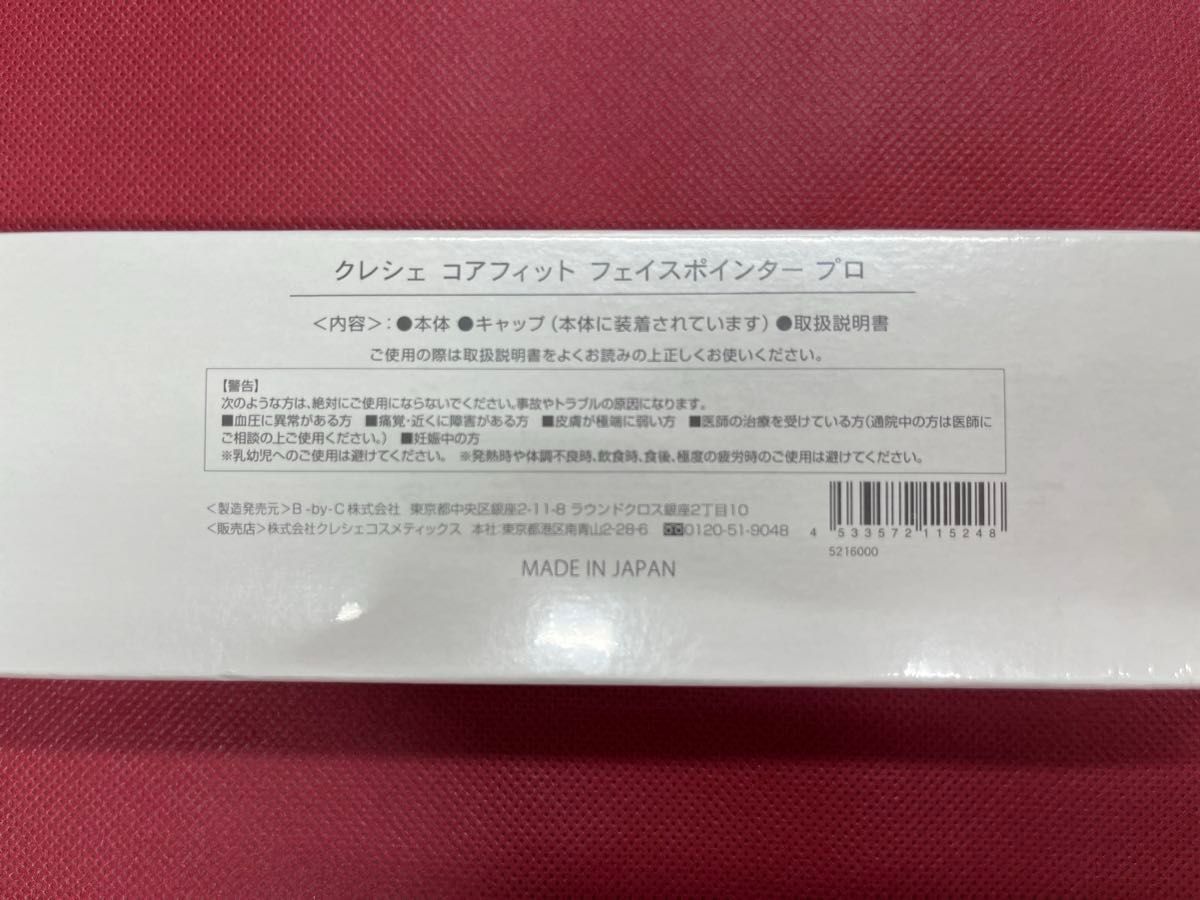 クレシェ コアフィット フェイスポインター プロ
＜内容＞：●本体 ●キャップ（本体に装着されています）●取扱説明書
ご使用の際は取扱説明書をよくお読みの上正しくお使いください。
【警告】
次のような方は、絶対にご使用にならないでください。事故やトラブルの原因になります。
■血圧に異常がある方 ■痛覚・近くに障害がある方 ■皮膚が極端に弱い方 ■医師の治療を受けている方（通院中の方は医師に
ご相談の上ご使用ください。） ■妊娠中の方
※乳幼児へのご使用は避けてください。 ※発熱時や体調不良時、飲食時、食後、極度の疲労時のご使用は避けてください。
＜製造発売元＞B-by-C株式会社 東京都中央区銀座2-11-8 ラウンドクロス銀座2丁目10
＜販売店＞株式会社クレシェコスメティックス 本社：東京都港区南青山2-28-6 0120-51-9048
4 533572 115248
5216000
MADE IN JAPAN